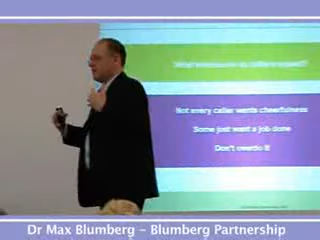 Not every caller wants cheerfulness
Some just want a job done
Don't overdo it
Dr Max Blumberg - Blumberg Partnership